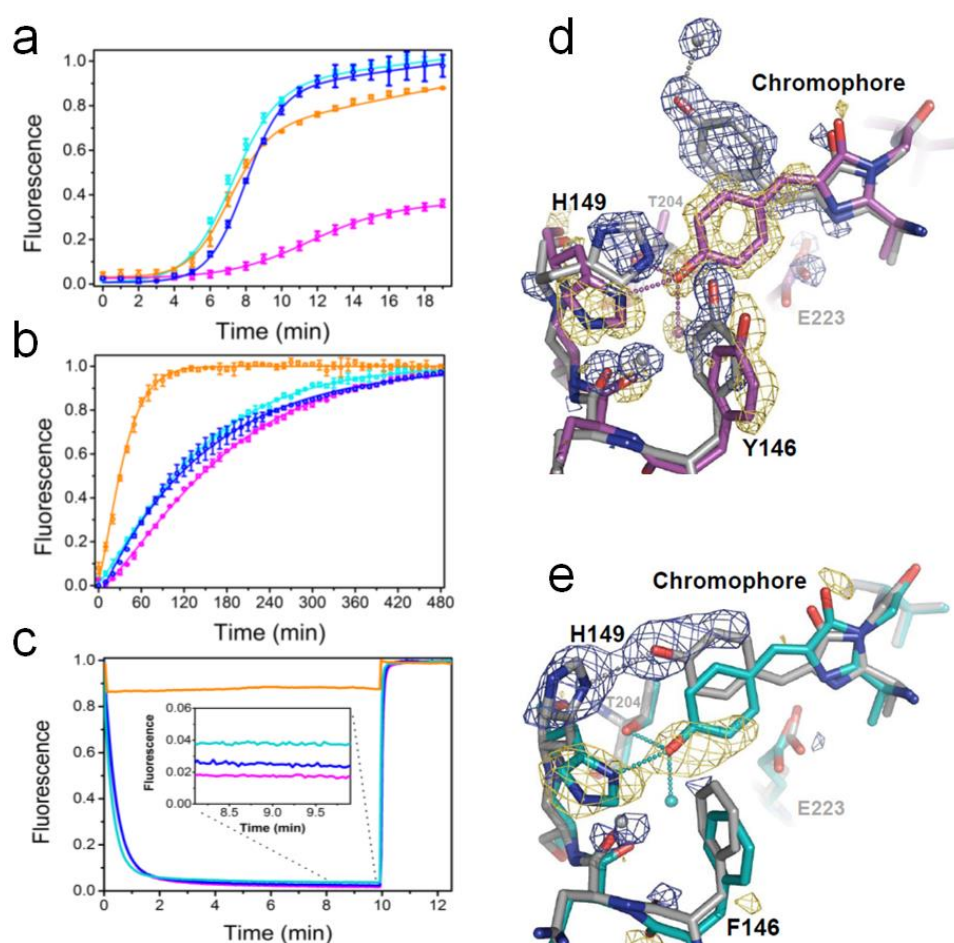 a
1.0
0.8
0.6
0.4
0.2
0.0
Fluorescence
0 2 4 6 8 10 12 14 16 18
Time (min)
b
1.0
0.8
0.6
0.4
0.2
0.0
Fluorescence
0 60 120 180 240 300 360 420 480
Time (min)
c
1.0
0.8
0.6
0.4
0.2
0.0
Fluorescence
0.06
0.04
0.02
0.00
Fluorescence
8.5 9.0 9.5
Time (min)
0 2 4 6 8 10 12
Time (min)
d
Chromophore
H149
T204
E223
Y146
e
Chromophore
H149
T204
E223
F146